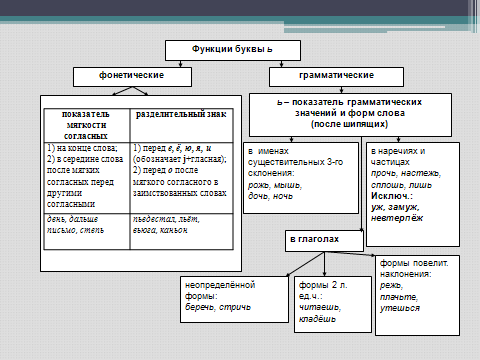 Функции буквы ь
фонетические
грамматические
показатель
мягкости
согласных
разделительный знак
1) на конце слова;
2) в середине слова
после мягких
согласных перед
другими
согласными
1) перед е, ё, ю, я, и
(обозначает j+гласная);
2) перед о после
мягкого согласного в
заимствованных словах
день, дальше
письмо, степь
пьедестал, льёт,
вьюга, каньон
ь – показатель грамматических
значений и форм слова
(после шипящих)
в именах
существительных 3-го
склонения:
рожь, мышь,
дочь, ночь
в наречиях и
частицах
прочь, настежь,
сплошь, лишь
Исключ.:
уж, замуж,
невтерпёж
в глаголах
неопределённой
формы:
беречь, стричь
формы 2 л.
ед.ч.:
читаешь,
кладёшь
формы повелит.
наклонения:
режь,
плачьте,
утешься